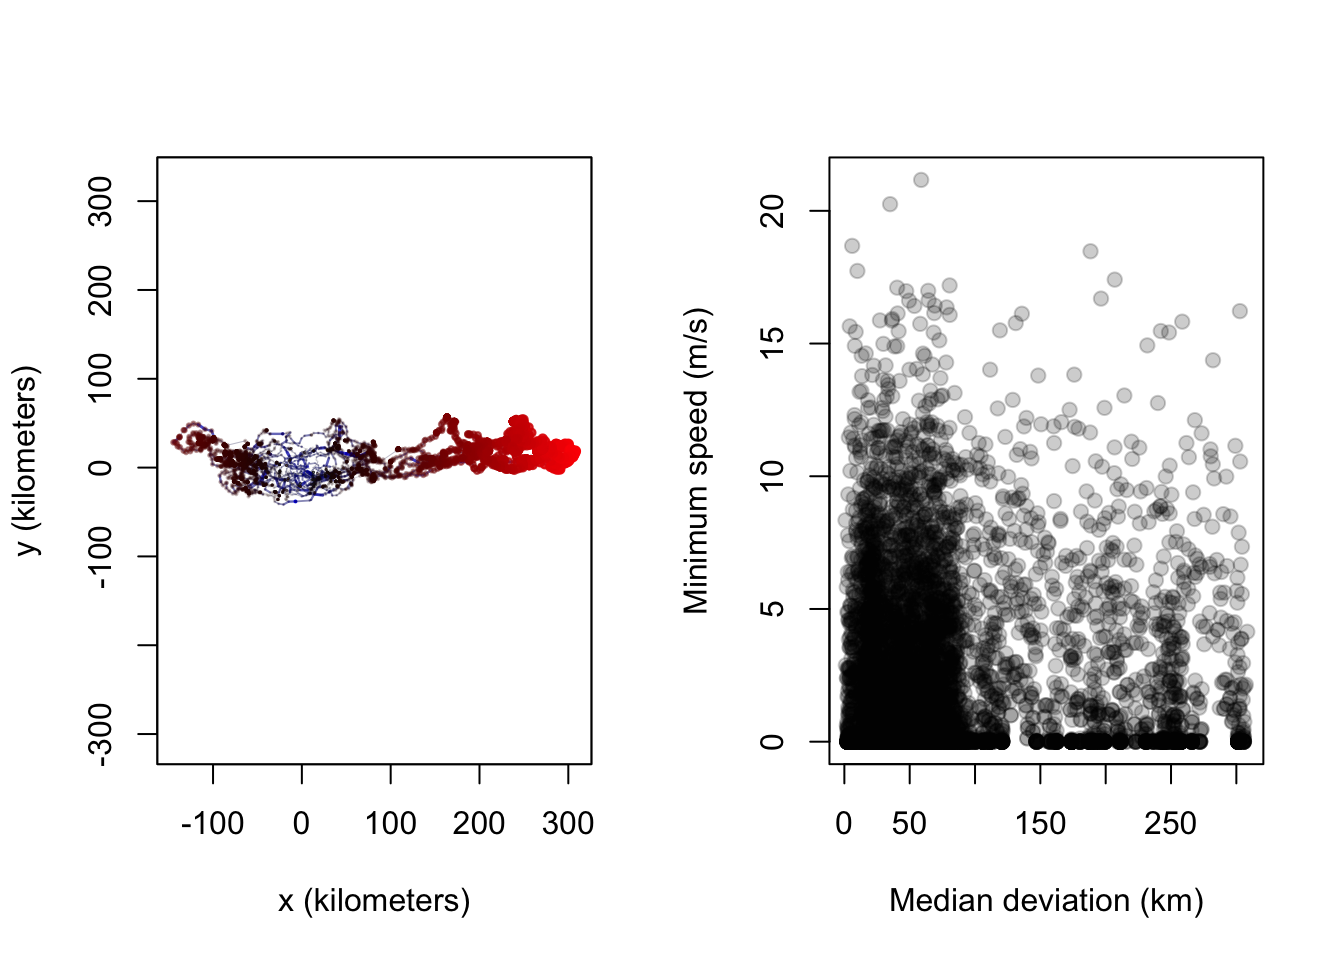 300
200
100
0
-100
-300
y (kilometers)
-100 0 100 200 300
x (kilometers)
20
15
10
5
0
Minimum speed (m/s)
0 50 150 250
Median deviation (km)